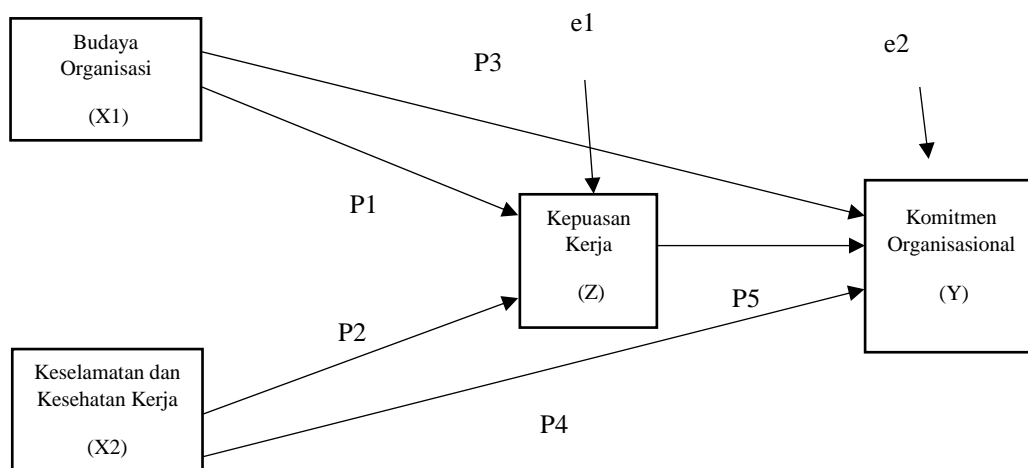 Budaya
Organisasi
(X1)
e1
e2
P3
P1
Kepuasan
Kerja
(Z)
Komitmen
Organisasional
(Y)
P5
P2
Keselamatan dan
Kesehatan Kerja
(X2)
P4